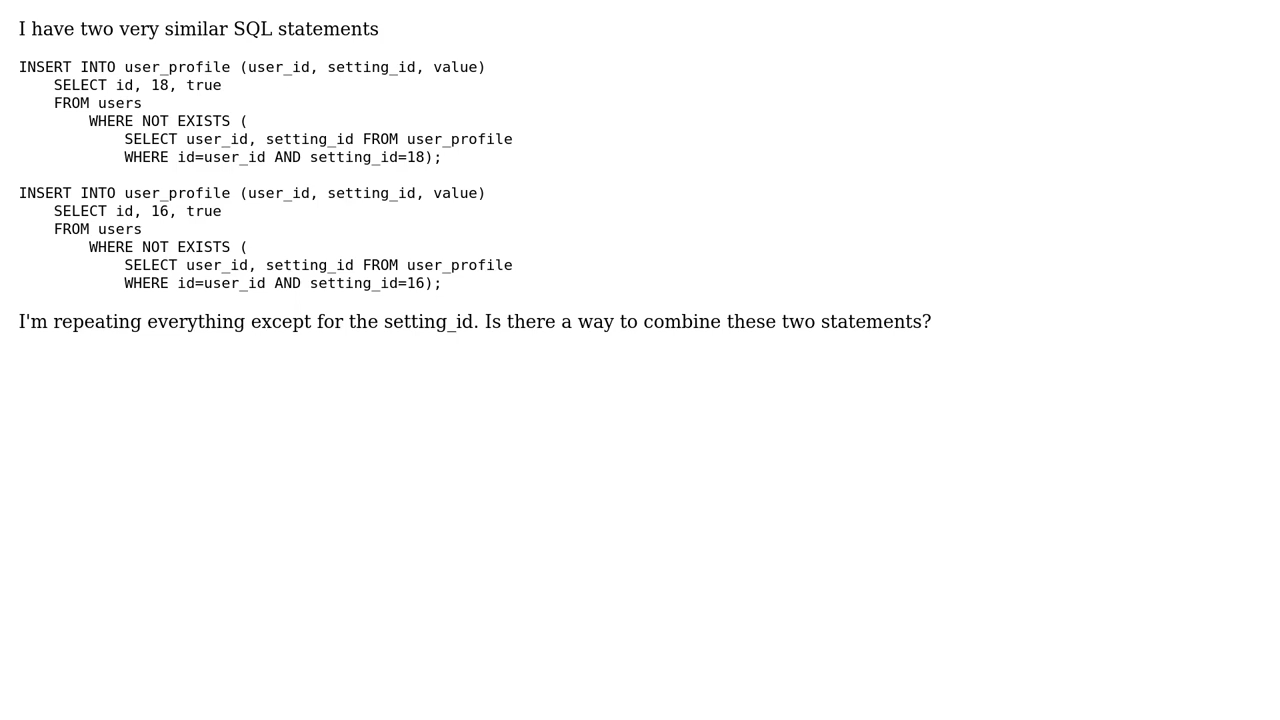 I have two very similar SQL statements
INSERT INTO user_profile (user_id, setting_id, value)
    SELECT id, 18, true
    FROM users
        WHERE NOT EXISTS (
            SELECT user_id, setting_id FROM user_profile
            WHERE id=user_id AND setting_id=18);
INSERT INTO user_profile (user_id, setting_id, value)
    SELECT id, 16, true
    FROM users
        WHERE NOT EXISTS (
            SELECT user_id, setting_id FROM user_profile
            WHERE id=user_id AND setting_id=16);
I'm repeating everything except for the setting_id. Is there a way to combine these two statements?